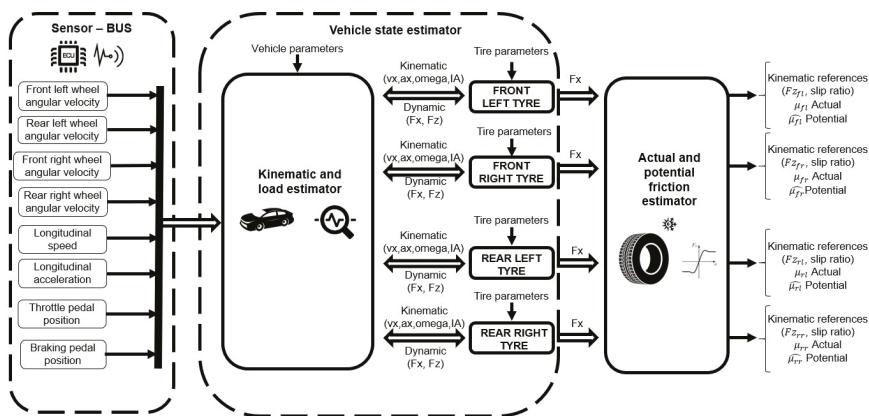 Sensor – BUS
ECU
Front left wheel
angular velocity
Rear left wheel
angular velocity
Front right wheel
angular velocity
Rear right wheel
angular velocity
Longitudinal
speed
Longitudinal
acceleration
Throttle pedal
position
Braking pedal
position
Vehicle state estimator
Vehicle parameters
Kinematic and
load estimator
Kinematic
(vx,ax,omega,IA)
Dynamic
(Fx, Fz)
Tire parameters
FRONT
LEFT TYRE
Fx
Kinematic
(vx,ax,omega,IA)
Dynamic
(Fx, Fz)
Tire parameters
FRONT
RIGHT TYRE
Fx
Kinematic
(vx,ax,omega,IA)
Dynamic
(Fx, Fz)
Tire parameters
REAR LEFT
TYRE
Fx
Kinematic
(vx,ax,omega,IA)
Dynamic
(Fx, Fz)
Tire parameters
REAR RIGHT
TYRE
Fx
Actual and
potential
friction
estimator
Kinematic references
(Fz_fl, slip ratio)
μ_fl Actual
μ̂_fl Potential
Kinematic references
(Fz_fr, slip ratio)
μ_fr Actual
μ̂_fr Potential
Kinematic references
(Fz_rl, slip ratio)
μ_rl Actual
μ̂_rl Potential
Kinematic references
(Fz_rr, slip ratio)
μ_rr Actual
μ̂_rr Potential